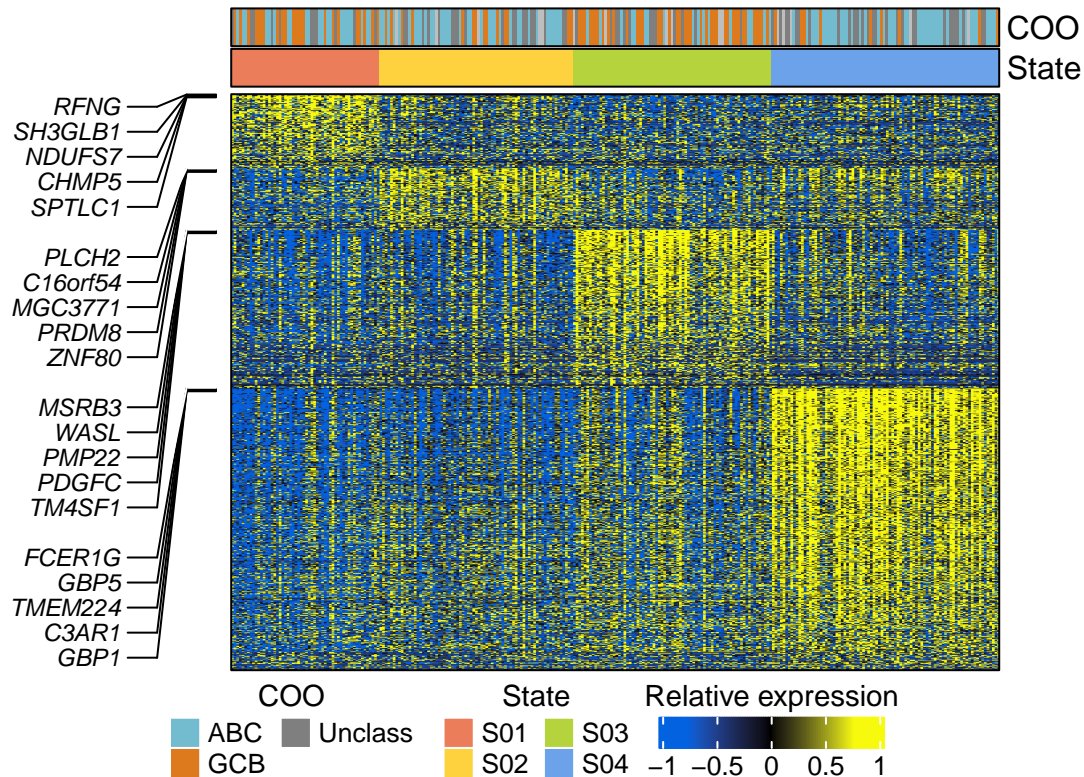 COO
State
RFNG
SH3GLB1
NDUFS7
CHMP5
SPTLC1
PLCH2
C16orf54
MGC3771
PRDM8
ZNF80
MSRB3
WASL
PMP22
PDGFC
TM4SF1
FCER1G
GBP5
TMEM224
C3AR1
GBP1
COO State Relative expression
ABC Unclass S01 S03
GCB S02 S04 −1 −0.5 0 0.5 1